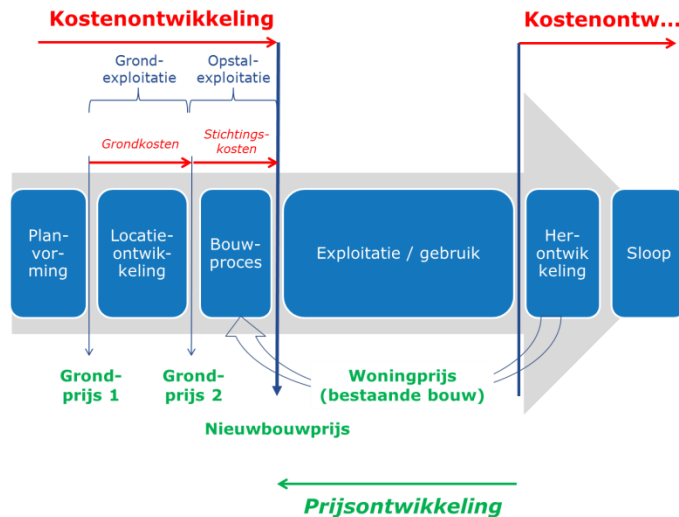 Kostenontwikkeling
Kostenontw...
Grond-
exploitatie
Opstal-
exploitatie
Grondkosten
Stichtings-
kosten
Plan-
vor-
ming
Locatie-
ontwik-
keling
Bouw-
proces
Exploitatie / gebruik
Her-
ontwik
keling
Sloop
Grond-
prijs 1
Grond-
prijs 2
Woningprijs
(bestaande bouw)
Nieuwbouwprijs
Prijsontwikkeling